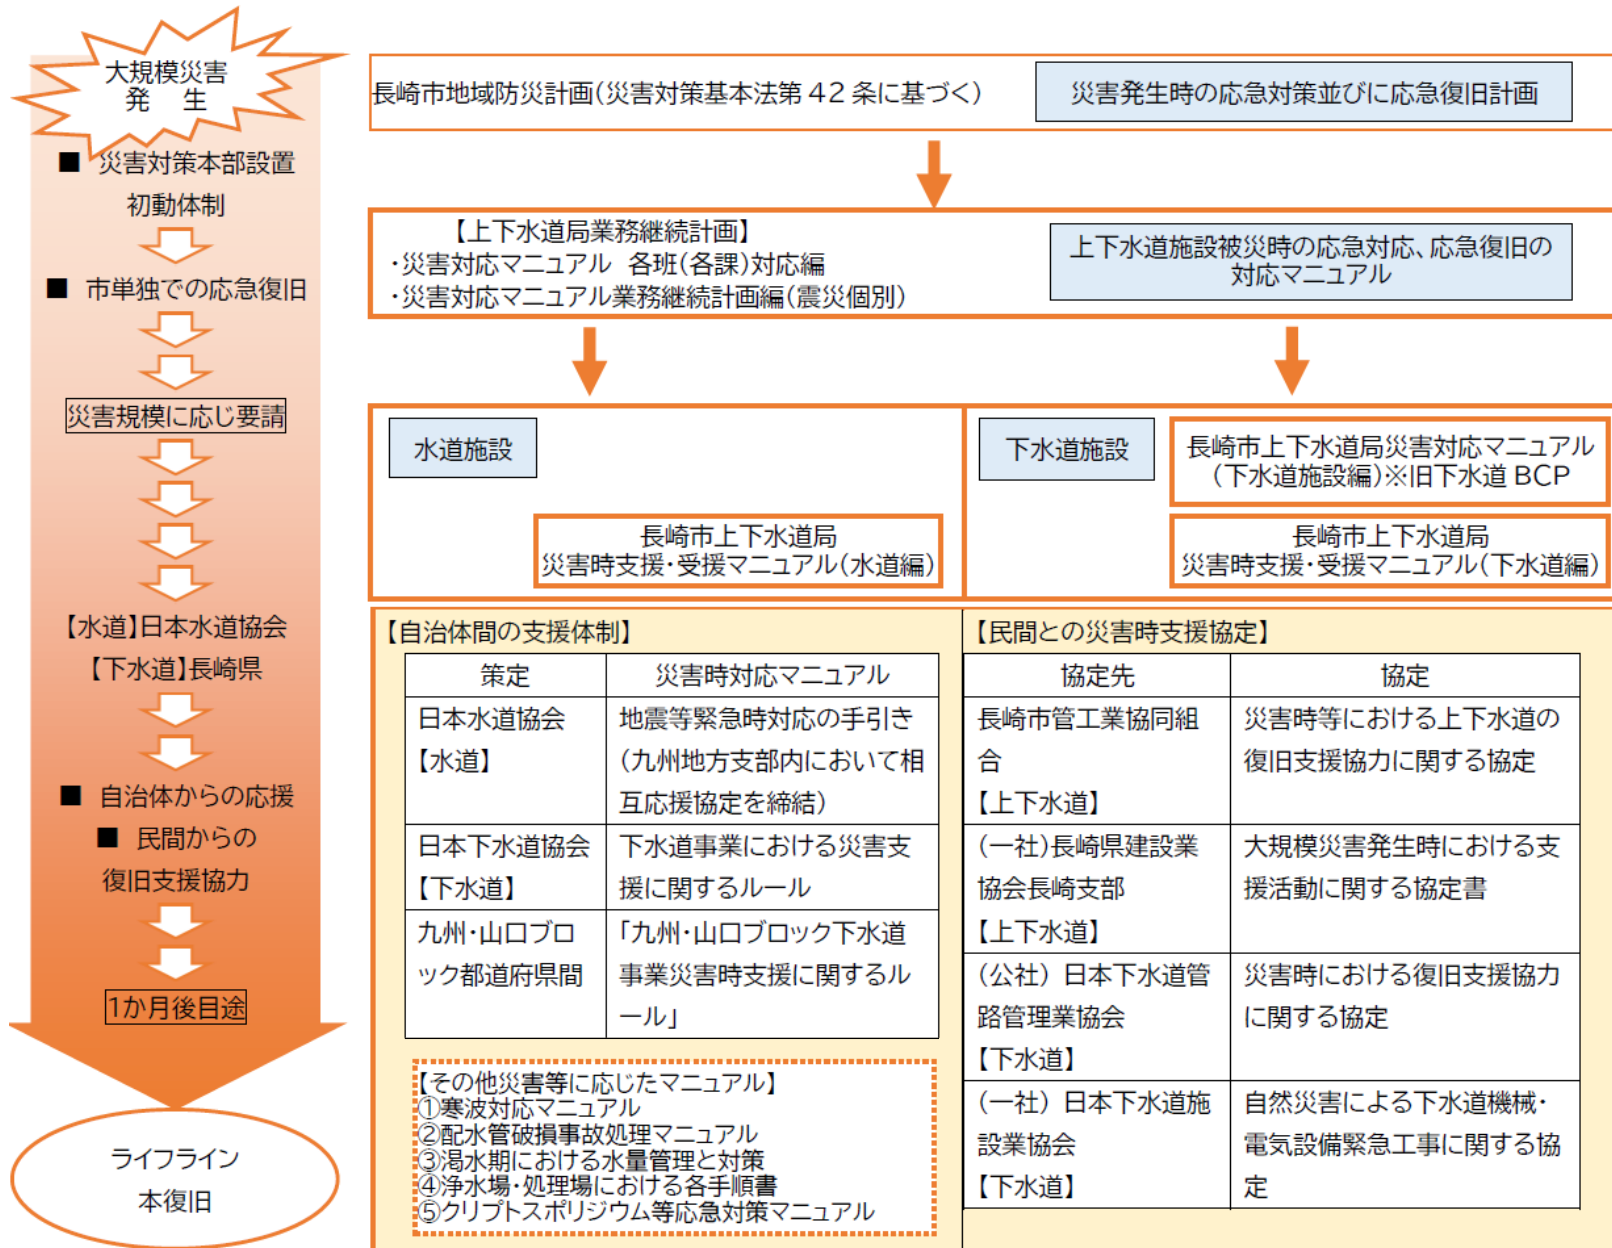 大規模災害
発　生
■ 災害対策本部設置
初動体制
■ 市単独での応急復旧
災害規模に応じ要請
【水道】日本水道協会
【下水道】長崎県
■ 自治体からの応援
■ 民間からの
復旧支援協力
1か月後目途
ライフライン
本復旧
長崎市地域防災計画(災害対策基本法第42条に基づく)
災害発生時の応急対策並びに応急復旧計画
【上下水道局業務継続計画】
・災害対応マニュアル 各班(各課)対応編
・災害対応マニュアル業務継続計画編(震災個別)
上下水道施設被災時の応急対応、応急復旧の
対応マニュアル
水道施設
長崎市上下水道局
災害時支援・受援マニュアル(水道編)
下水道施設
長崎市上下水道局災害対応マニュアル
(下水道施設編)※旧下水道BCP
長崎市上下水道局
災害時支援・受援マニュアル(下水道編)
【自治体間の支援体制】
策定
災害時対応マニュアル
日本水道協会
【水道】
地震等緊急時対応の手引き
(九州地方支部内において相
互応援協定を締結)
日本下水道協会
【下水道】
下水道事業における災害支
援に関するルール
九州・山口ブロ
ック都道府県間
「九州・山口ブロック下水道
事業災害時支援に関するル
ール」
【その他災害等に応じたマニュアル】
①寒波対応マニュアル
②配水管破損事故処理マニュアル
③渇水期における水量管理と対策
④浄水場・処理場における各手順書
⑤クリプトスポリジウム等応急対策マニュアル
【民間との災害時支援協定】
協定先
協定
長崎市管工業協同組
合
【上下水道】
災害時等における上下水道の
復旧支援協力に関する協定
(一社)長崎県建設業
協会長崎支部
【上下水道】
大規模災害発生時における支
援活動に関する協定書
(公社) 日本下水道管
路管理業協会
【下水道】
災害時における復旧支援協力
に関する協定
(一社) 日本下水道施
設業協会
【下水道】
自然災害による下水道機械・
電気設備緊急工事に関する協
定